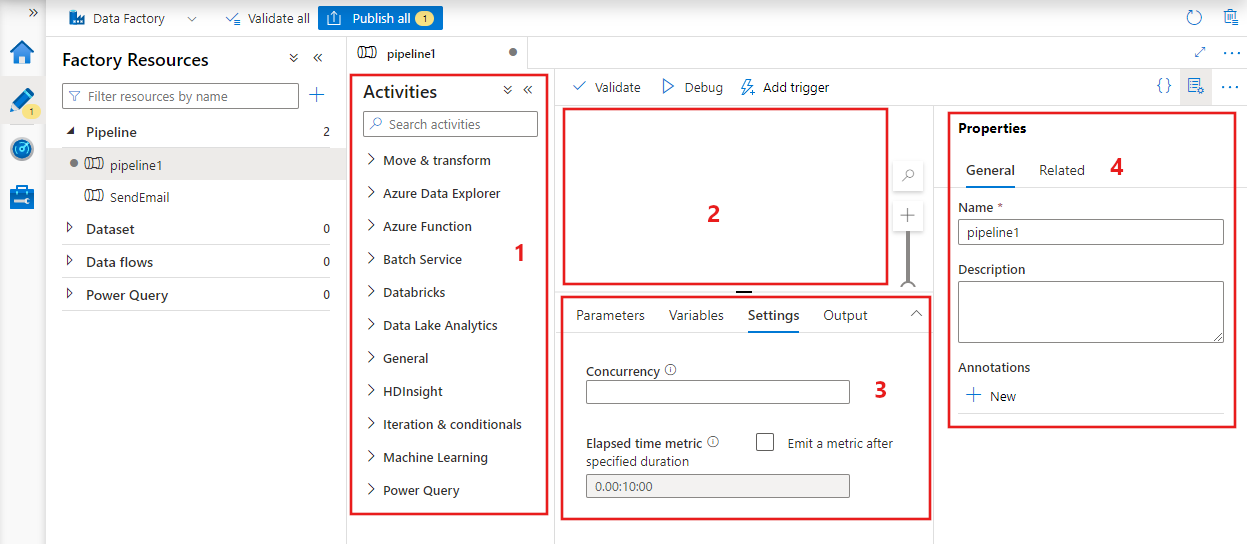 »
Data Factory
Validate all
Publish all 1
1
Factory Resources
Filter resources by name
Pipeline 2
pipeline1
SendEmail
Dataset 0
Data flows 0
Power Query 0
pipeline1
Activities
Search activities
Move & transform
Azure Data Explorer
Azure Function
Batch Service
Databricks
Data Lake Analytics
General
HDInsight
Iteration & conditionals
Machine Learning
Power Query
1
Validate
Debug
Add trigger
{}
2
Parameters Variables Settings Output
Concurrency
3
Elapsed time metric
Emit a metric after
specified duration
0.00:10:00
Properties
General Related
4
Name *
pipeline1
Description
Annotations
New